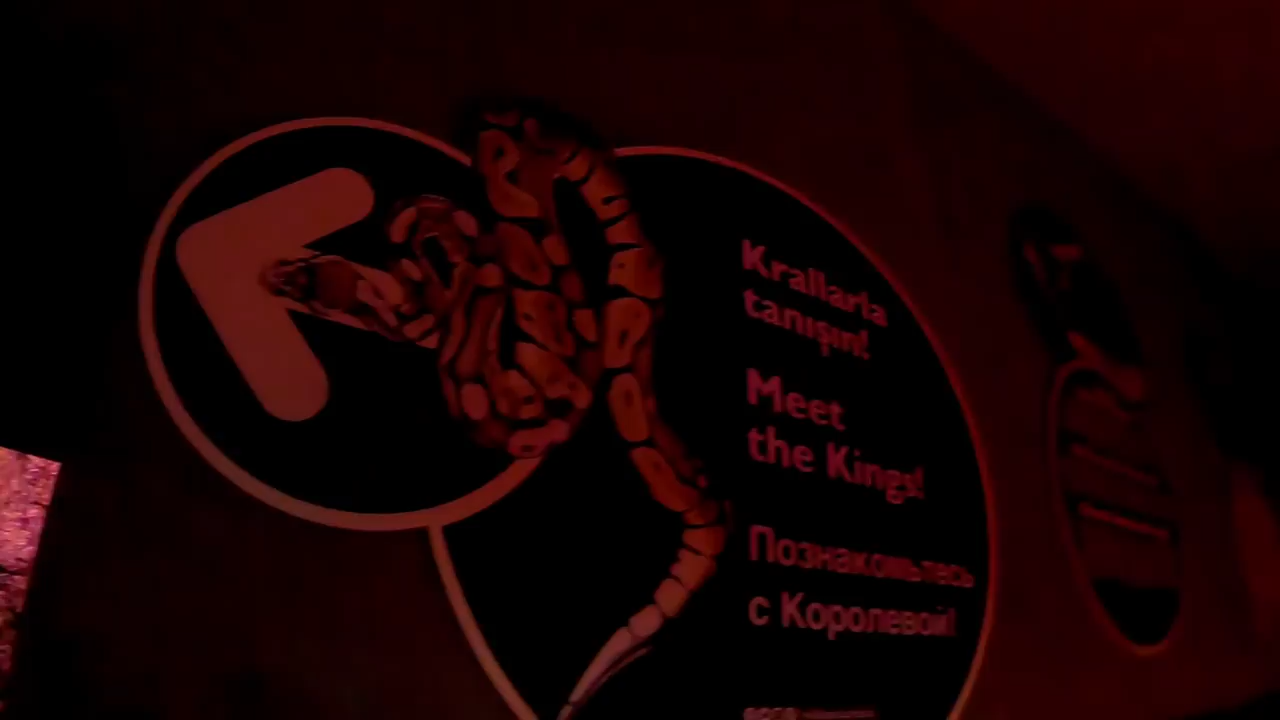 Krallarla
tanışın!
Meet
the Kings!
Познакомьтесь
с Королевой!